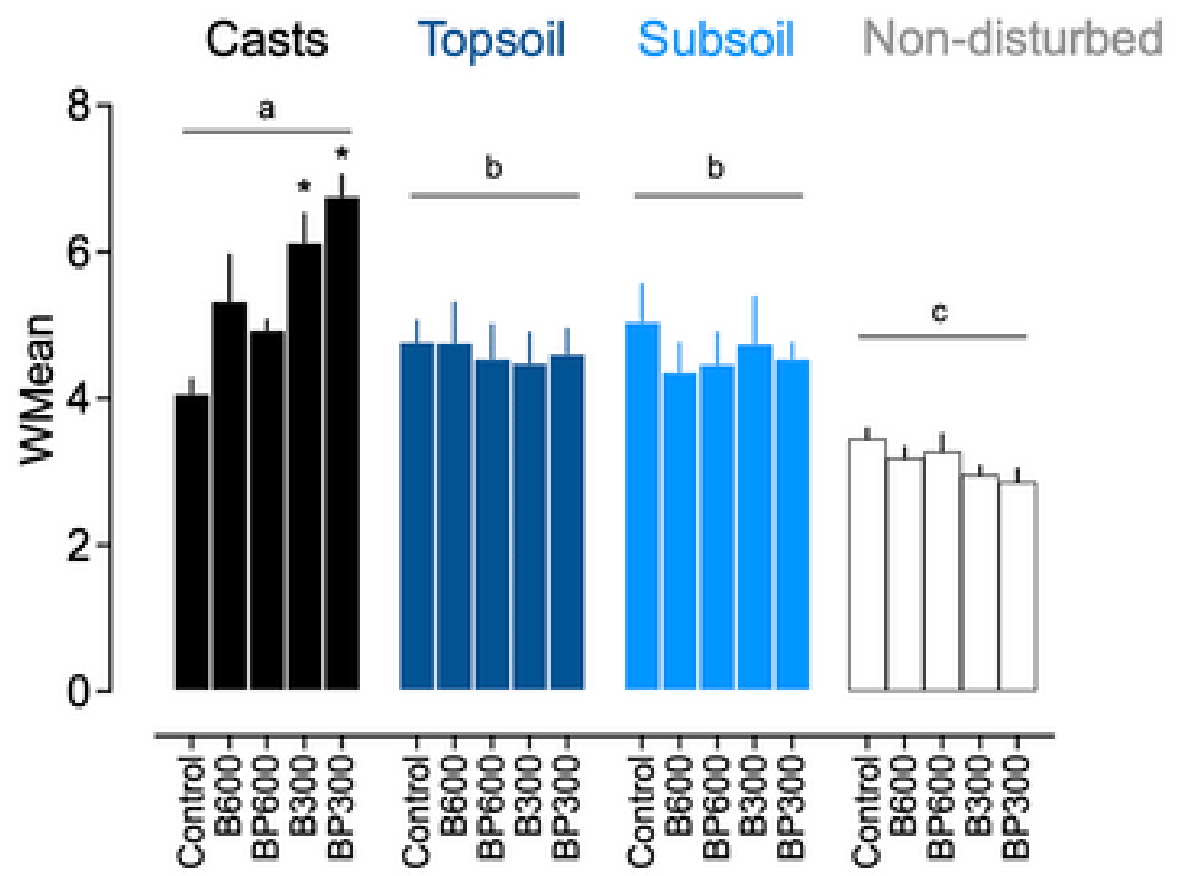 Casts Topsoil Subsoil Non-disturbed
8
a
*
*
b
b
6
c
WMean
4
2
0
Control B600 BP600 B300 BP300 Control B600 BP600 B300 BP300 Control B600 BP600 B300 BP300 Control B600 BP600 B300 BP300